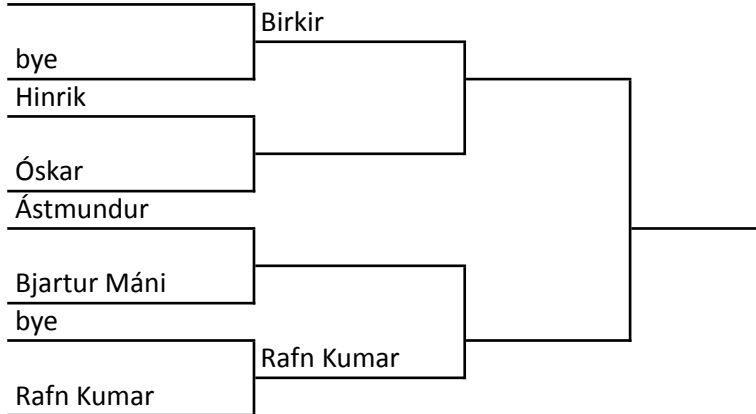 Birkir
bye
Hinrik
Óskar
Ástmundur
Bjartur Máni
bye
Rafn Kumar
Rafn Kumar